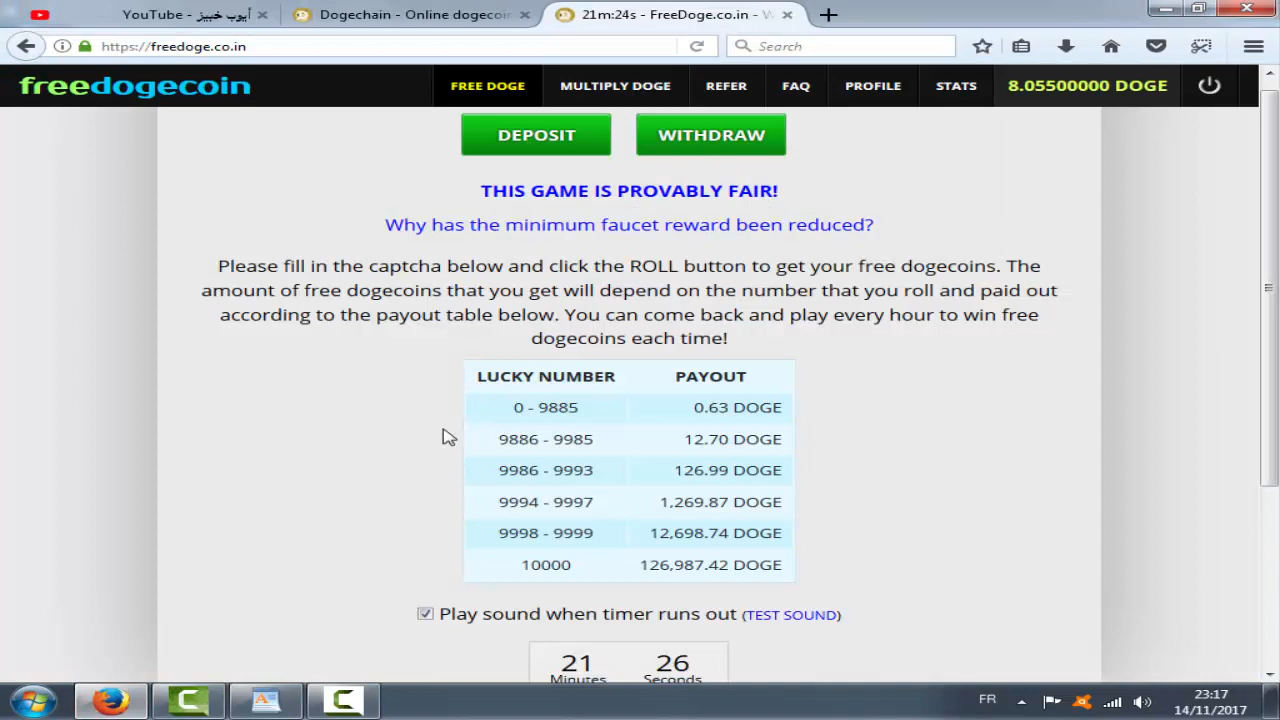 YouTube - أيوب خبيز
Dogechain - Online dogecoin
21m:24s - FreeDoge.co.in - W
https://freedoge.co.in
Search
freedogecoin
FREE DOGE
MULTIPLY DOGE
REFER
FAQ
PROFILE
STATS
8.05500000 DOGE
DEPOSIT
WITHDRAW
THIS GAME IS PROVABLY FAIR!
Why has the minimum faucet reward been reduced?
Please fill in the captcha below and click the ROLL button to get your free dogecoins. The
amount of free dogecoins that you get will depend on the number that you roll and paid out
according to the payout table below. You can come back and play every hour to win free
dogecoins each time!
LUCKY NUMBER PAYOUT
0 - 9885 0.63 DOGE
9886 - 9985 12.70 DOGE
9986 - 9993 126.99 DOGE
9994 - 9997 1,269.87 DOGE
9998 - 9999 12,698.74 DOGE
10000 126,987.42 DOGE
Play sound when timer runs out (TEST SOUND)
21 26
Minutes Seconds
FR
23:17
14/11/2017